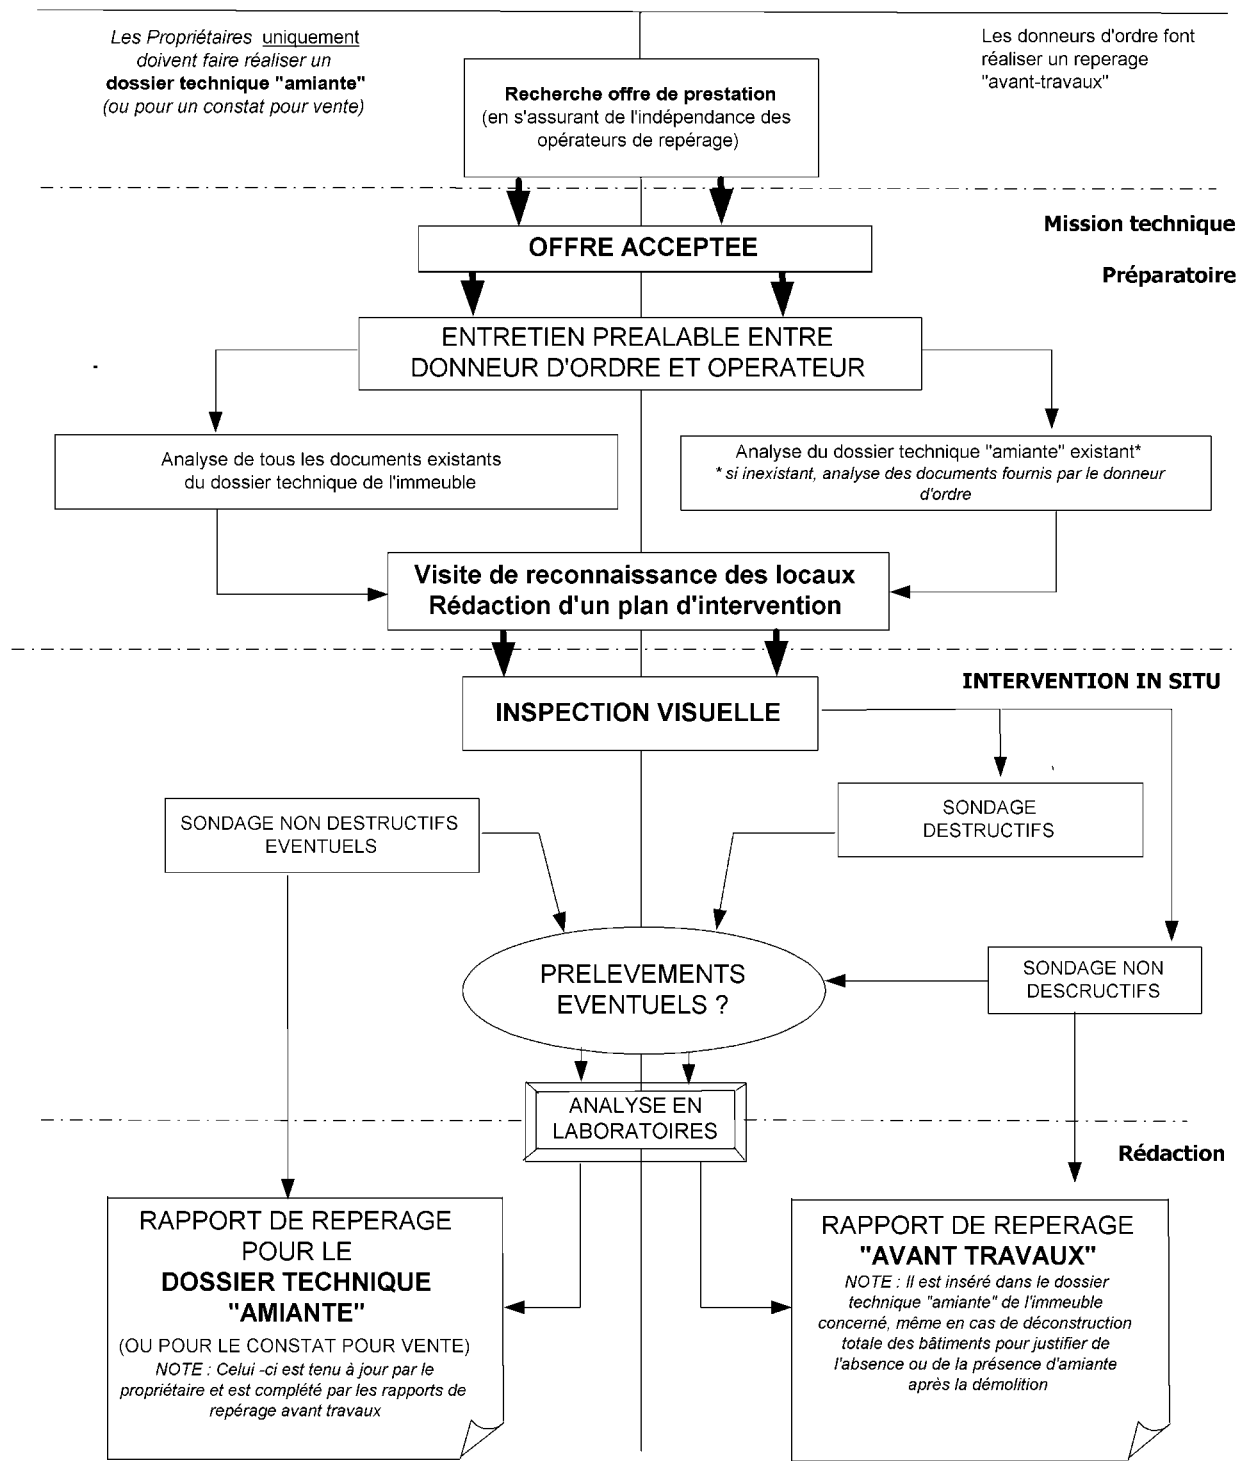 Les Propriétaires uniquement
doivent faire réaliser un
dossier technique "amiante"
(ou pour un constat pour vente)
Les donneurs d'ordre font
réaliser un reperage
"avant-travaux"
Recherche offre de prestation
(en s'assurant de l'indépendance des
opérateurs de repérage)
Mission technique
Préparatoire
OFFRE ACCEPTEE
ENTRETIEN PREALABLE ENTRE
DONNEUR D'ORDRE ET OPERATEUR
Analyse de tous les documents existants
du dossier technique de l'immeuble
Analyse du dossier technique "amiante" existant*
* si inexistant, analyse des documents fournis par le donneur
d'ordre
Visite de reconnaissance des locaux
Rédaction d'un plan d'intervention
INTERVENTION IN SITU
INSPECTION VISUELLE
SONDAGE NON DESTRUCTIFS
EVENTUELS
SONDAGE
DESTRUCTIFS
PRELEVEMENTS
EVENTUELS ?
SONDAGE NON
DESCRUCTIFS
ANALYSE EN
LABORATOIRES
Rédaction
RAPPORT DE REPERAGE
POUR LE
DOSSIER TECHNIQUE
"AMIANTE"
(OU POUR LE CONSTAT POUR VENTE)
NOTE : Celui -ci est tenu à jour par le
propriétaire et est complété par les rapports de
repérage avant travaux
RAPPORT DE REPERAGE
"AVANT TRAVAUX"
NOTE : Il est inséré dans le dossier
technique "amiante" de l'immeuble
concerné, même en cas de déconstruction
totale des bâtiments pour justifier de
l'absence ou de la présence d'amiante
après la démolition